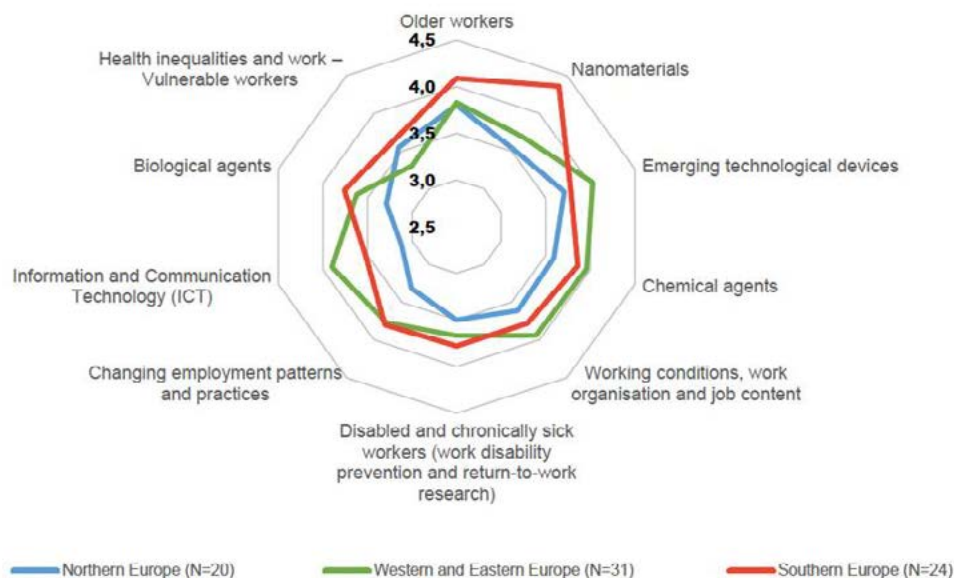 Older workers
4,5
Health inequalities and work –
Vulnerable workers
Nanomaterials
4,0
3,5
Biological agents
Emerging technological devices
3,0
2,5
Information and Communication
Technology (ICT)
Chemical agents
Changing employment patterns
and practices
Working conditions, work
organisation and job content
Disabled and chronically sick
workers (work disability
prevention and return-to-work
research)
Northern Europe (N=20)
Western and Eastern Europe (N=31)
Southern Europe (N=24)